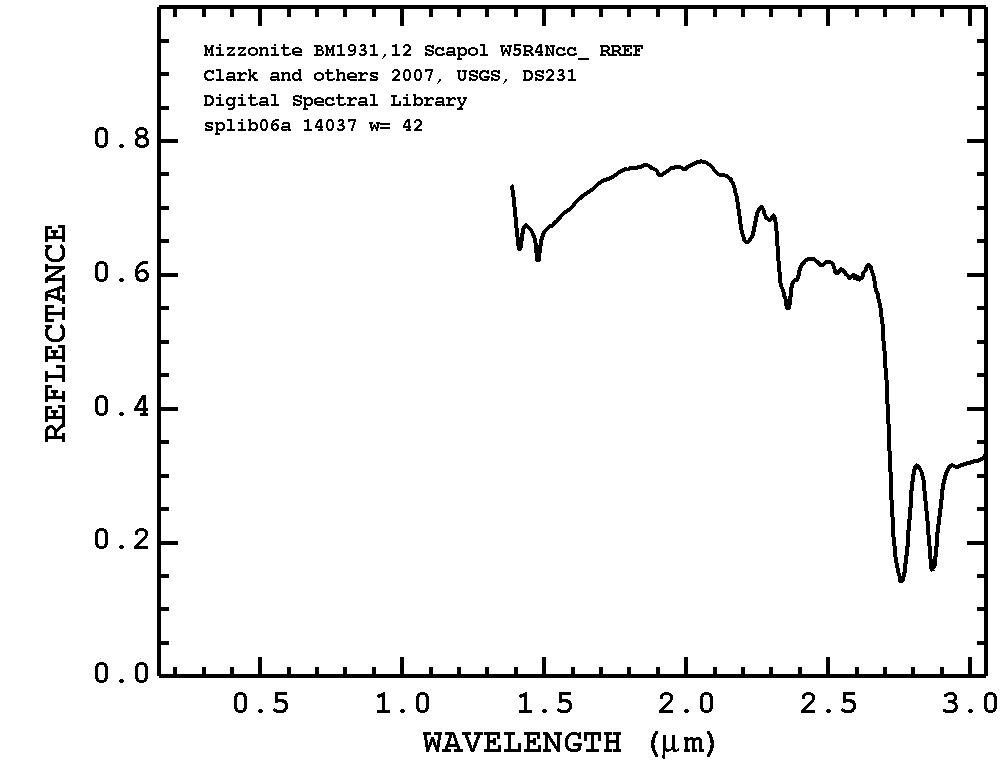 Mizzonite BM1931,12 Scapol W5R4Ncc_ RREF
Clark and others 2007, USGS, DS231
Digital Spectral Library
splib06a 14037 w= 42
0.8
0.6
0.4
0.2
0.0
REFLECTANCE
0.5 1.0 1.5 2.0 2.5 3.0
WAVELENGTH (μm)